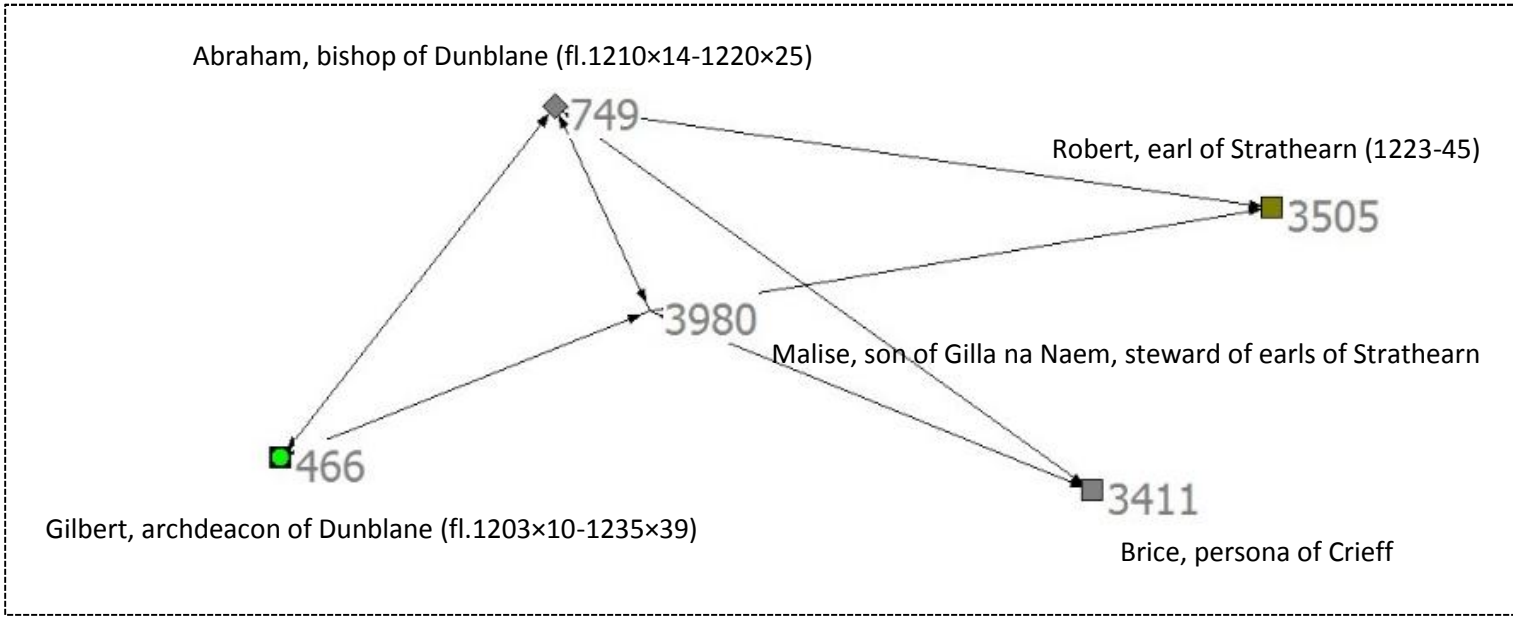 Abraham, bishop of Dunblane (fl.1210×14-1220×25)
749
Robert, earl of Strathearn (1223-45)
3505
3980
Malise, son of Gilla na Naem, steward of earls of Strathearn
466
3411
Gilbert, archdeacon of Dunblane (fl.1203×10-1235×39)
Brice, persona of Crieff